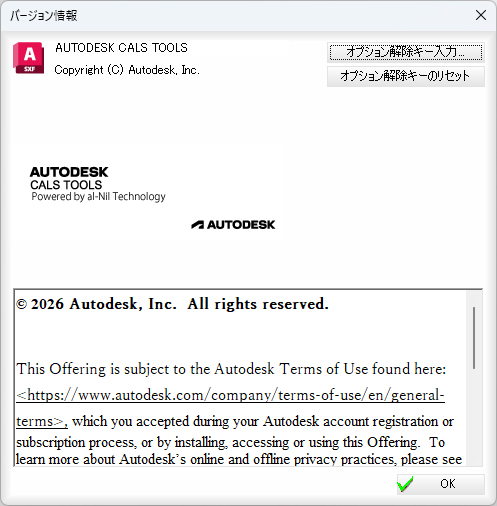 バージョン情報
A
SXF
AUTODESK CALS TOOLS
Copyright (C) Autodesk, Inc.
オプション解除キー入力...
オプション解除キーのリセット
AUTODESK
CALS TOOLS
Powered by al-Nil Technology
AUTODESK
© 2026 Autodesk, Inc.  All rights reserved.
This Offering is subject to the Autodesk Terms of Use found here:
<https://www.autodesk.com/company/terms-of-use/en/general-
terms>, which you accepted during your Autodesk account registration or
subscription process, or by installing, accessing or using this Offering.  To
learn more about Autodesk's online and offline privacy practices, please see
OK